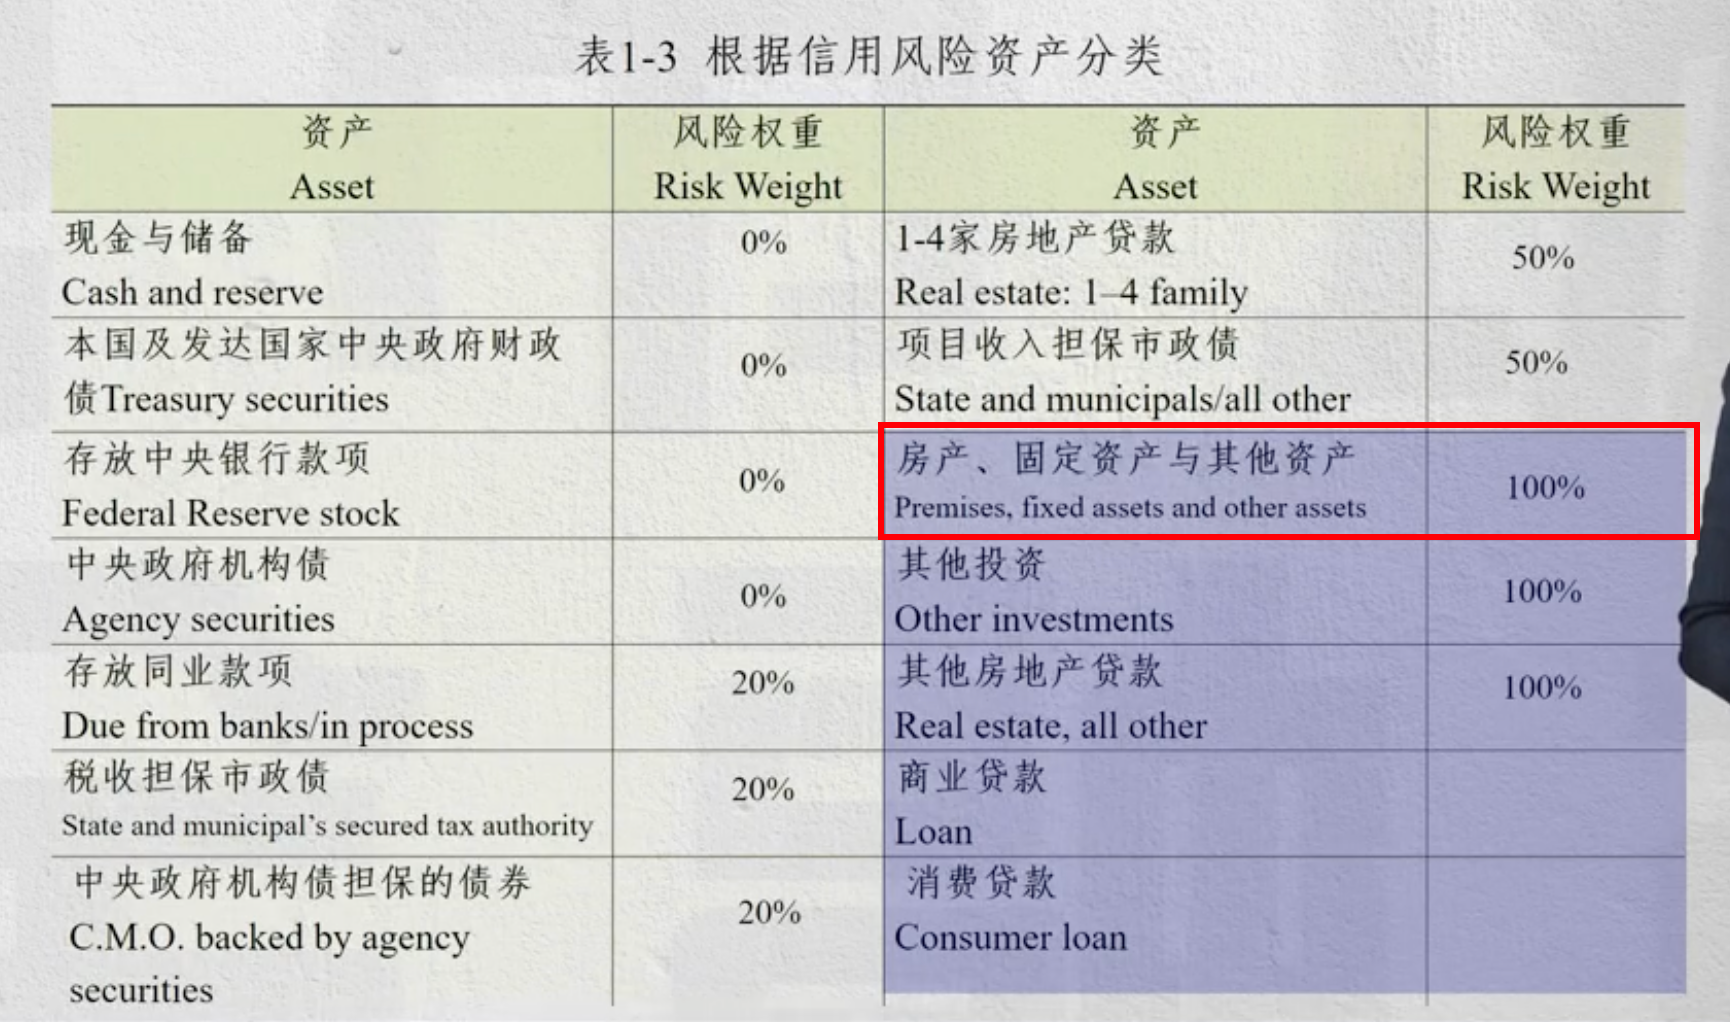 表1-3 根据信用风险资产分类
资产
Asset
风险权重
Risk Weight
资产
Asset
风险权重
Risk Weight
现金与储备
Cash and reserve
0%
1-4家房地产贷款
Real estate: 1–4 family
50%
本国及发达国家中央政府财政
债Treasury securities
0%
项目收入担保市政债
State and municipals/all other
50%
存放中央银行款项
Federal Reserve stock
0%
房产、固定资产与其他资产
Premises, fixed assets and other assets
100%
中央政府机构债
Agency securities
0%
其他投资
Other investments
100%
存放同业款项
Due from banks/in process
20%
其他房地产贷款
Real estate, all other
100%
税收担保市政债
State and municipal’s secured tax authority
20%
商业贷款
Loan
中央政府机构债担保的债券
C.M.O. backed by agency
securities
20%
消费贷款
Consumer loan